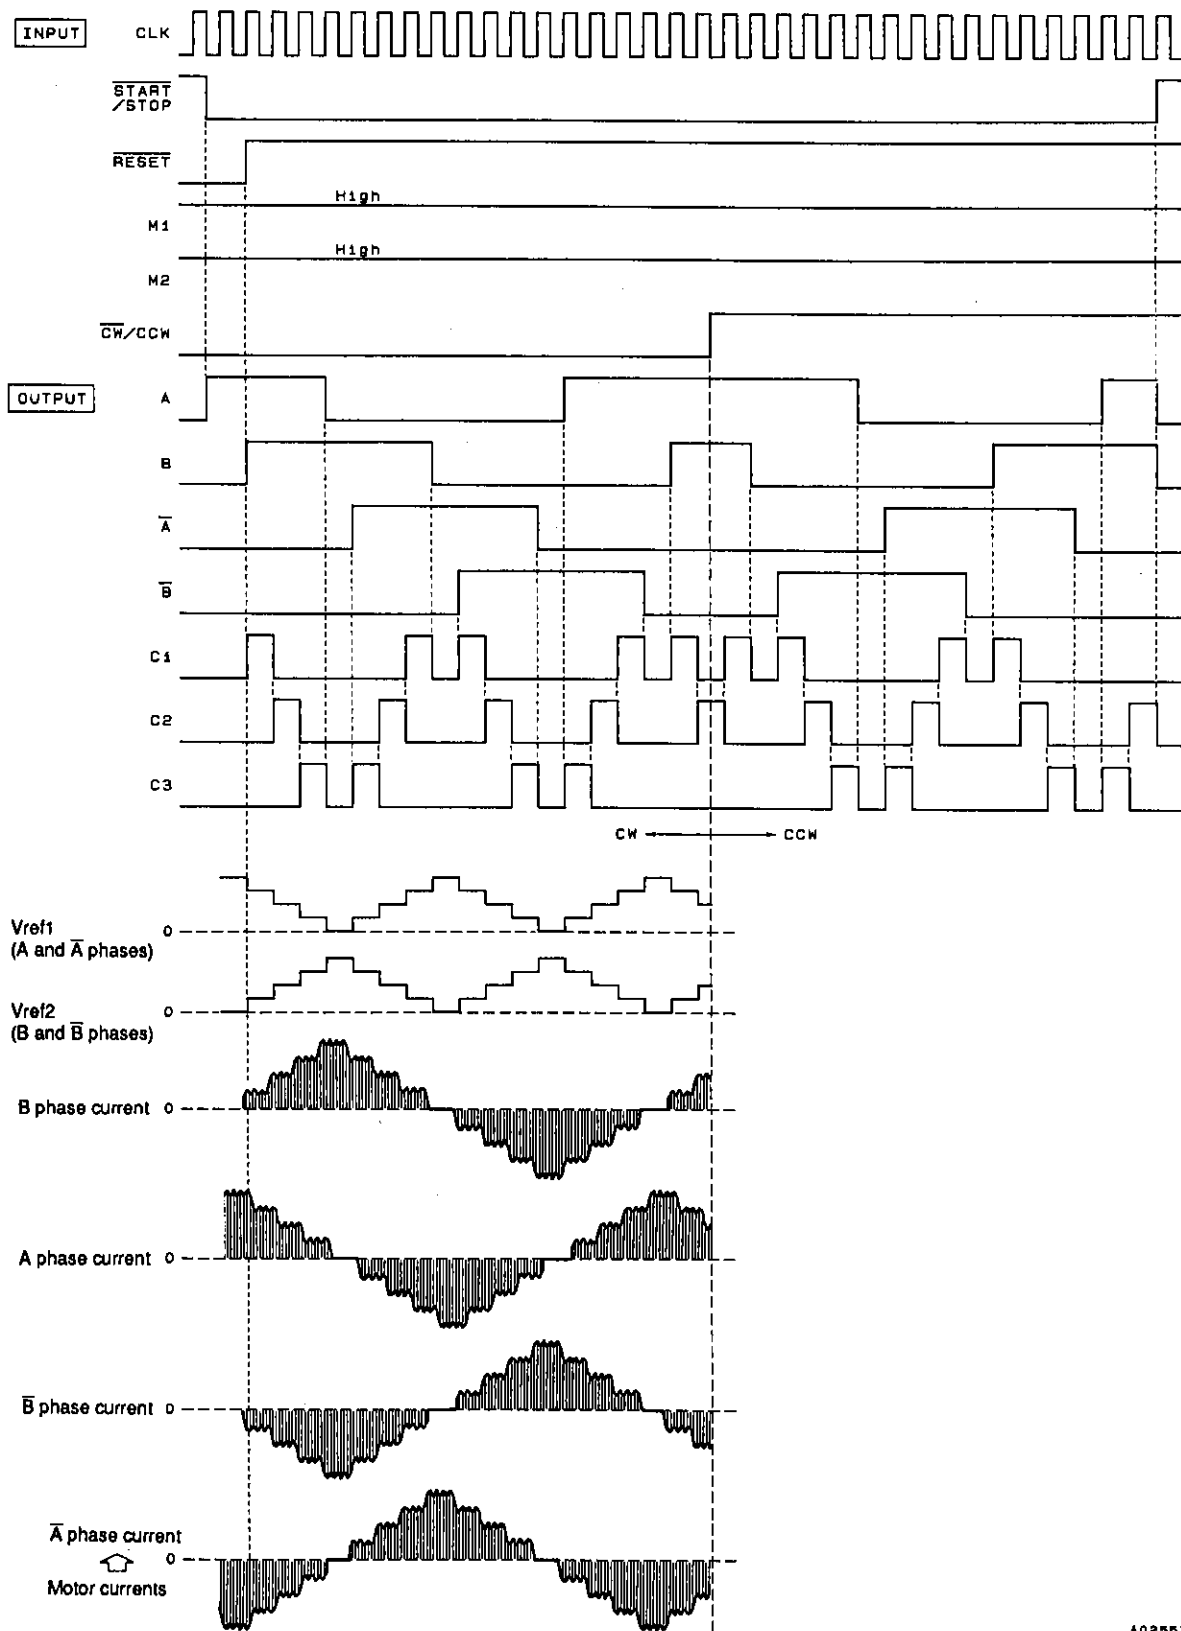 INPUT CLK
START
/STOP
RESET
High
M1
High
M2
CW/CCW
OUTPUT A
B
A
B
C1
C2
C3
CW CCW
Vref1 0
(A and A phases)
Vref2 0
(B and B phases)
B phase current 0
A phase current 0
B phase current 0
A phase current
0
Motor currents